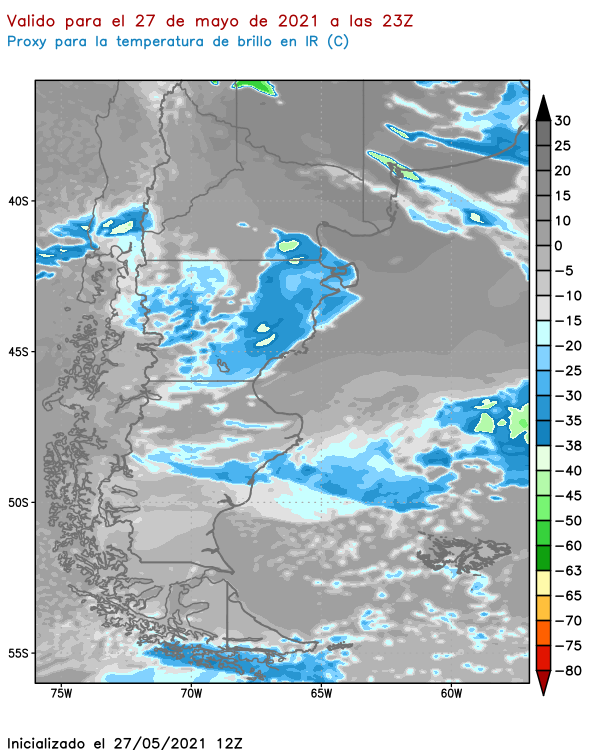 Valido para el 27 de mayo de 2021 a las 23Z
Proxy para la temperatura de brillo en IR (C)
30
25
20
15
10
0
−5
−10
−15
−20
−25
−30
−35
−38
−40
−45
−50
−60
−63
−65
−70
−75
−80
40S
45S
50S
55S
75W
70W
65W
60W
Inicializado el 27/05/2021 12Z